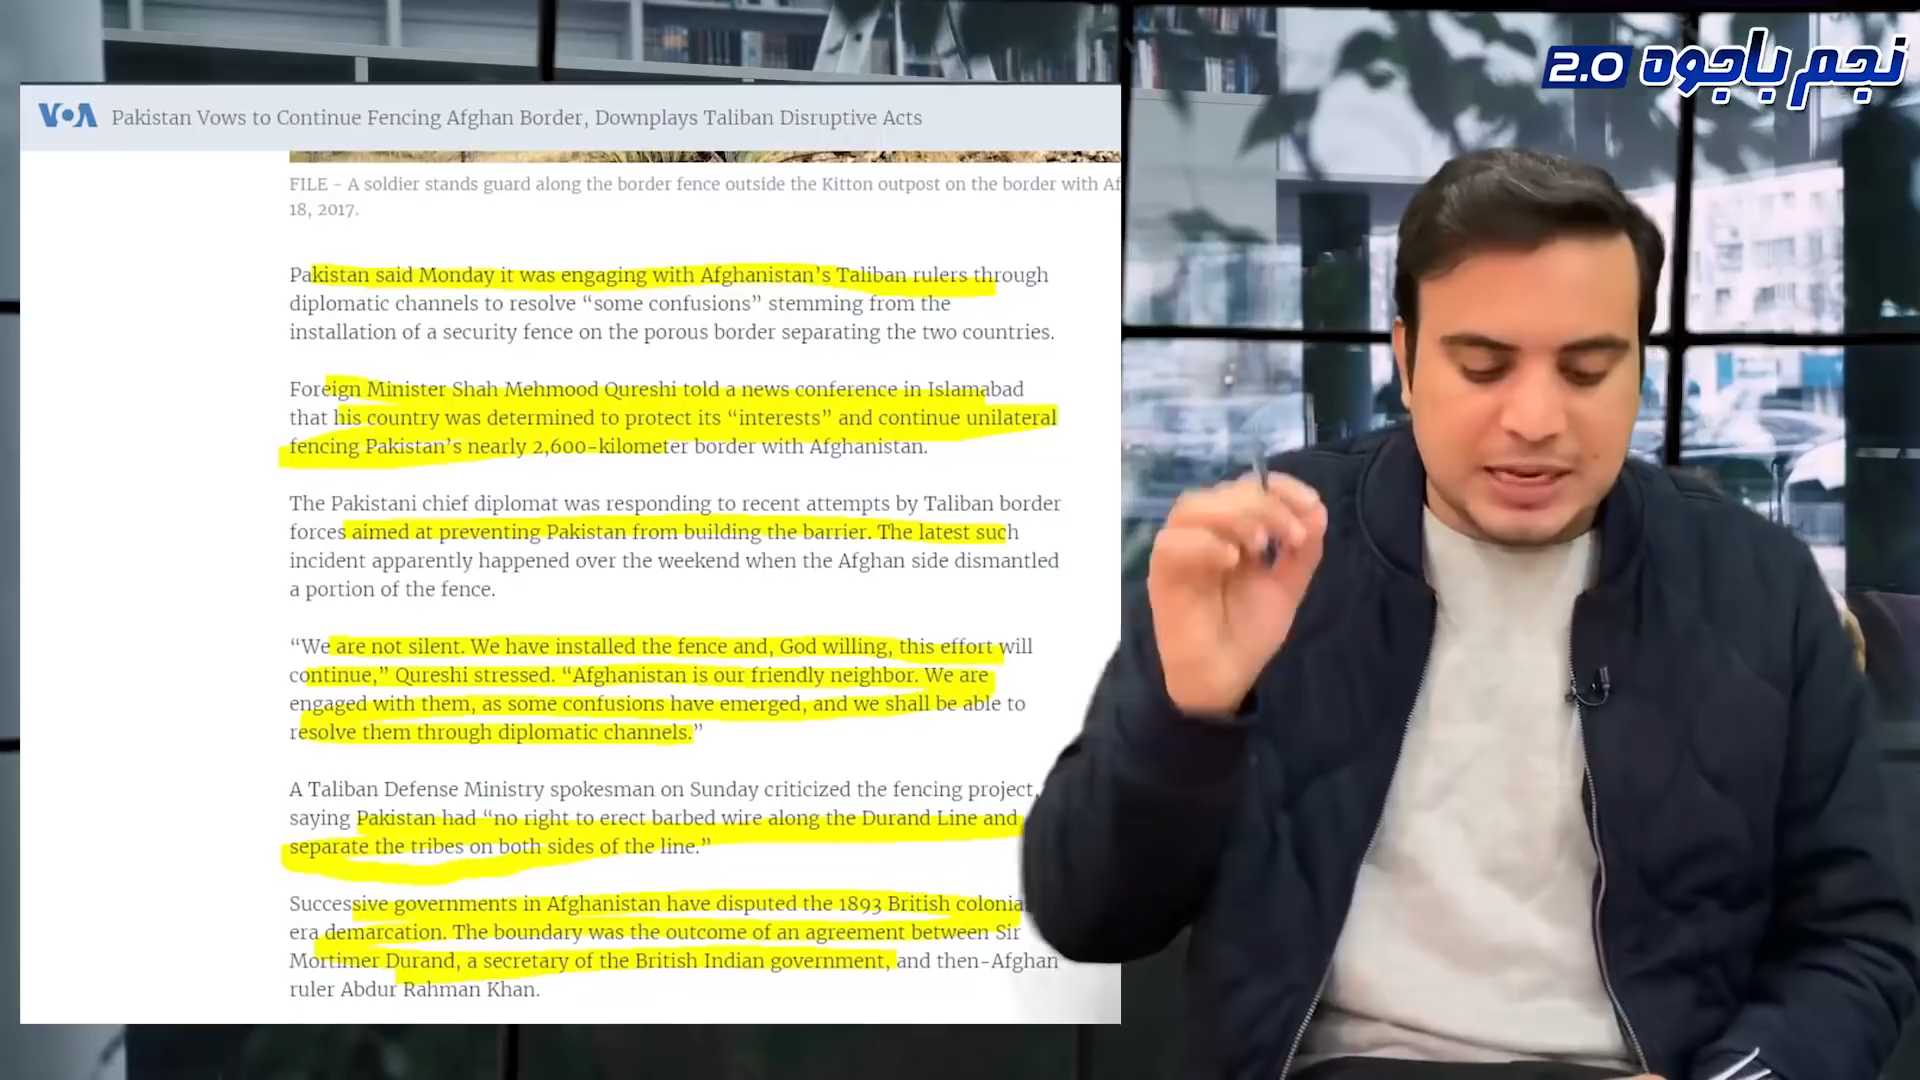 نجم باجوہ 2.0
VOA Pakistan Vows to Continue Fencing Afghan Border, Downplays Taliban Disruptive Acts
FILE - A soldier stands guard along the border fence outside the Kitton outpost on the border with Af
18, 2017.
Pakistan said Monday it was engaging with Afghanistan’s Taliban rulers through
diplomatic channels to resolve “some confusions” stemming from the
installation of a security fence on the porous border separating the two countries.
Foreign Minister Shah Mehmood Qureshi told a news conference in Islamabad
that his country was determined to protect its “interests” and continue unilateral
fencing Pakistan’s nearly 2,600-kilometer border with Afghanistan.
The Pakistani chief diplomat was responding to recent attempts by Taliban border
forces aimed at preventing Pakistan from building the barrier. The latest such
incident apparently happened over the weekend when the Afghan side dismantled
a portion of the fence.
“We are not silent. We have installed the fence and, God willing, this effort will
continue,” Qureshi stressed. “Afghanistan is our friendly neighbor. We are
engaged with them, as some confusions have emerged, and we shall be able to
resolve them through diplomatic channels.”
A Taliban Defense Ministry spokesman on Sunday criticized the fencing project,
saying Pakistan had “no right to erect barbed wire along the Durand Line and
separate the tribes on both sides of the line.”
Successive governments in Afghanistan have disputed the 1893 British colonia
era demarcation. The boundary was the outcome of an agreement between Sir
Mortimer Durand, a secretary of the British Indian government, and then-Afghan
ruler Abdur Rahman Khan.